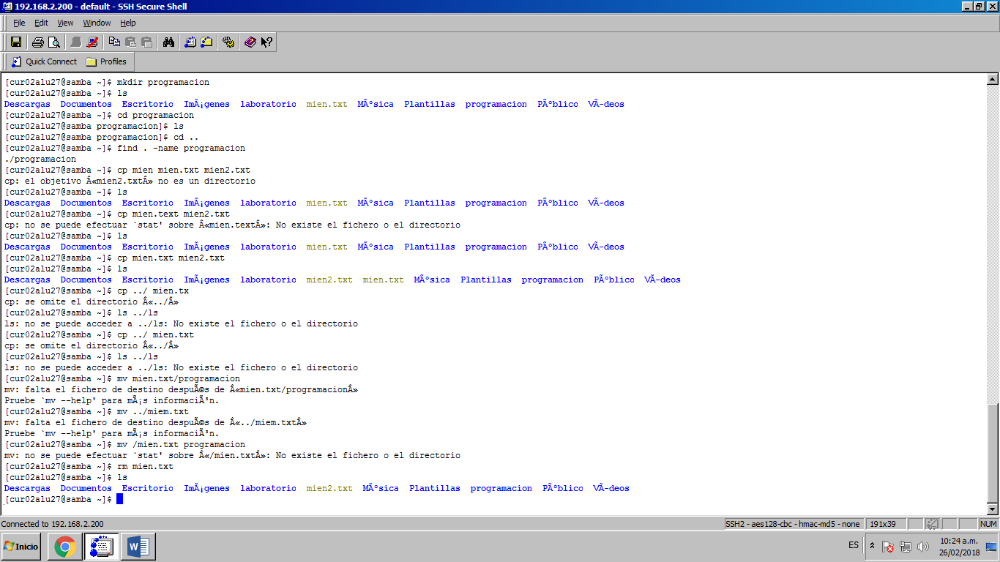 192.168.2.200 - default - SSH Secure Shell
File Edit View Window Help
Quick Connect Profiles
[cur02alu27@samba ~]$ mkdir programacion
[cur02alu27@samba ~]$ ls
Descargas Documentos Escritorio ImÃ¡genes laboratorio mien.txt MÃºsica Plantillas programacion PÃºblico VÃ-deos
[cur02alu27@samba ~]$ cd programacion
[cur02alu27@samba programacion]$ ls
[cur02alu27@samba programacion]$ cd ..
[cur02alu27@samba ~]$ find . -name programacion
./programacion
[cur02alu27@samba ~]$ cp mien mien.txt mien2.txt
cp: el objetivo Â«mien2.txtÂ» no es un directorio
[cur02alu27@samba ~]$ ls
Descargas Documentos Escritorio ImÃ¡genes laboratorio mien.txt MÃºsica Plantillas programacion PÃºblico VÃ-deos
[cur02alu27@samba ~]$ cp mien.text mien2.txt
cp: no se puede efectuar `stat' sobre Â«mien.textÂ»: No existe el fichero o el directorio
[cur02alu27@samba ~]$ ls
Descargas Documentos Escritorio ImÃ¡genes laboratorio mien.txt MÃºsica Plantillas programacion PÃºblico VÃ-deos
[cur02alu27@samba ~]$ cp mien.txt mien2.txt
[cur02alu27@samba ~]$ ls
Descargas Documentos Escritorio ImÃ¡genes laboratorio mien2.txt mien.txt MÃºsica Plantillas programacion PÃºblico VÃ-deos
[cur02alu27@samba ~]$ cp ../ mien.tx
cp: se omite el directorio Â«../Â»
[cur02alu27@samba ~]$ ls ../ls
ls: no se puede acceder a ../ls: No existe el fichero o el directorio
[cur02alu27@samba ~]$ cp ../ mien.txt
cp: se omite el directorio Â«../Â»
[cur02alu27@samba ~]$ ls ../ls
ls: no se puede acceder a ../ls: No existe el fichero o el directorio
[cur02alu27@samba ~]$ mv mien.txt/programacion
mv: falta el fichero de destino despuÃ©s de Â«mien.txt/programacionÂ»
Pruebe `mv --help' para mÃ¡s informaciÃ³n.
[cur02alu27@samba ~]$ mv ../miem.txt
mv: falta el fichero de destino despuÃ©s de Â«../miem.txtÂ»
Pruebe `mv --help' para mÃ¡s informaciÃ³n.
[cur02alu27@samba ~]$ mv /mien.txt programacion
mv: no se puede efectuar `stat' sobre Â«/mien.txtÂ»: No existe el fichero o el directorio
[cur02alu27@samba ~]$ rm mien.txt
[cur02alu27@samba ~]$ ls
Descargas Documentos Escritorio ImÃ¡genes laboratorio mien2.txt MÃºsica Plantillas programacion PÃºblico VÃ-deos
[cur02alu27@samba ~]$
Connected to 192.168.2.200 SSH2 - aes128-cbc - hmac-md5 - none 191x39 NUM
Inicio ES 10:24 a.m.
26/02/2018